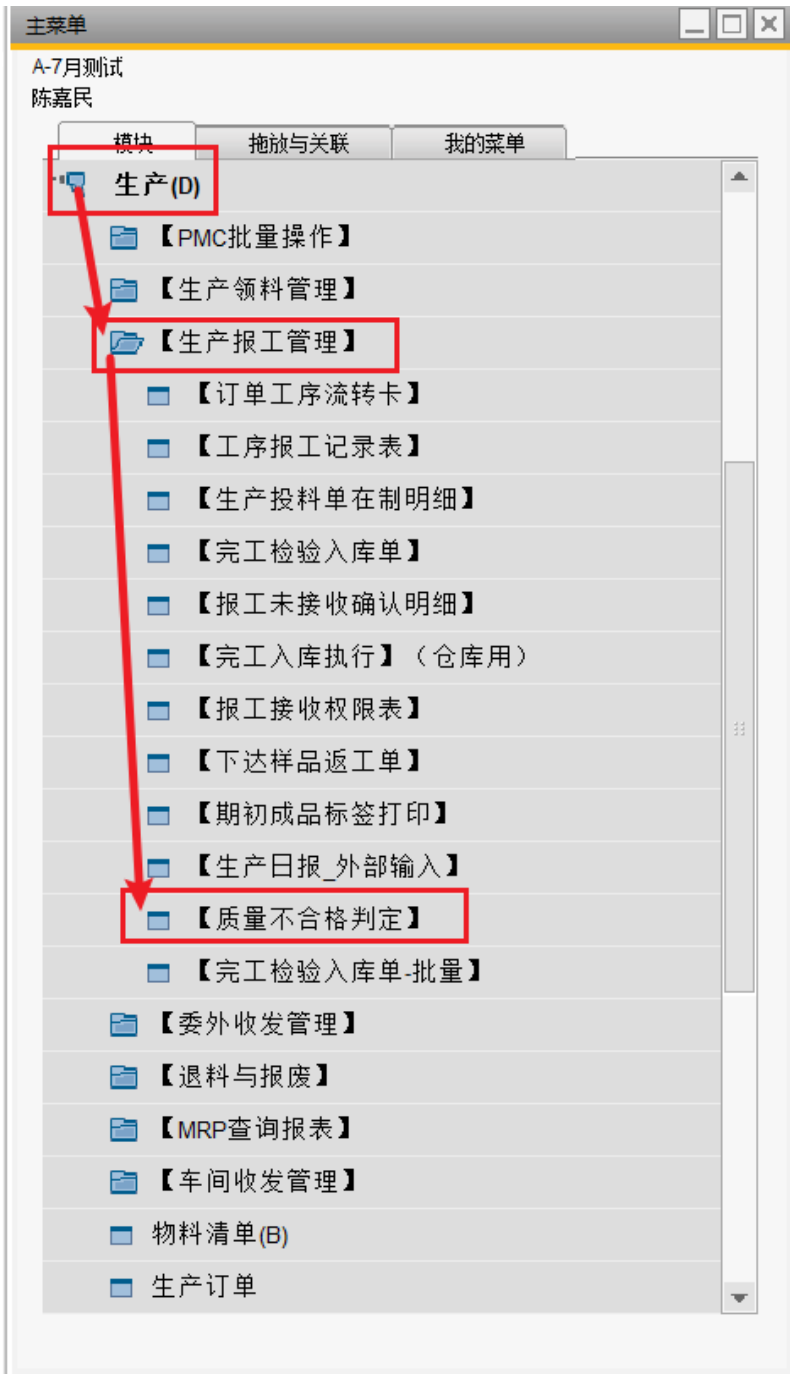 主菜单
A-7月测试
陈嘉民
模块 拖放与关联 我的菜单
生产(D)
【PMC批量操作】
【生产领料管理】
【生产报工管理】
【订单工序流转卡】
【工序报工记录表】
【生产投料单在制明细】
【完工检验入库单】
【报工未接收确认明细】
【完工入库执行】（仓库用）
【报工接收权限表】
【下达样品返工单】
【期初成品标签打印】
【生产日报_外部输入】
【质量不合格判定】
【完工检验入库单-批量】
【委外收发管理】
【退料与报废】
【MRP查询报表】
【车间收发管理】
物料清单(B)
生产订单